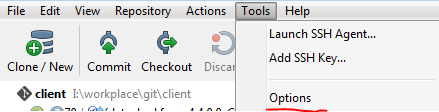 File Edit View Repository Actions Tools Help
Launch SSH Agent...
Add SSH Key...
Options
Clone / New Commit Checkout Discar
client I:\workplace\git\client